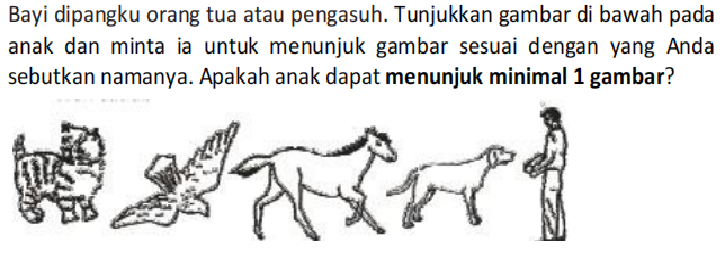 Bayi dipangku orang tua atau pengasuh. Tunjukkan gambar di bawah pada
anak dan minta ia untuk menunjuk gambar sesuai dengan yang Anda
sebutkan namanya. Apakah anak dapat menunjuk minimal 1 gambar?